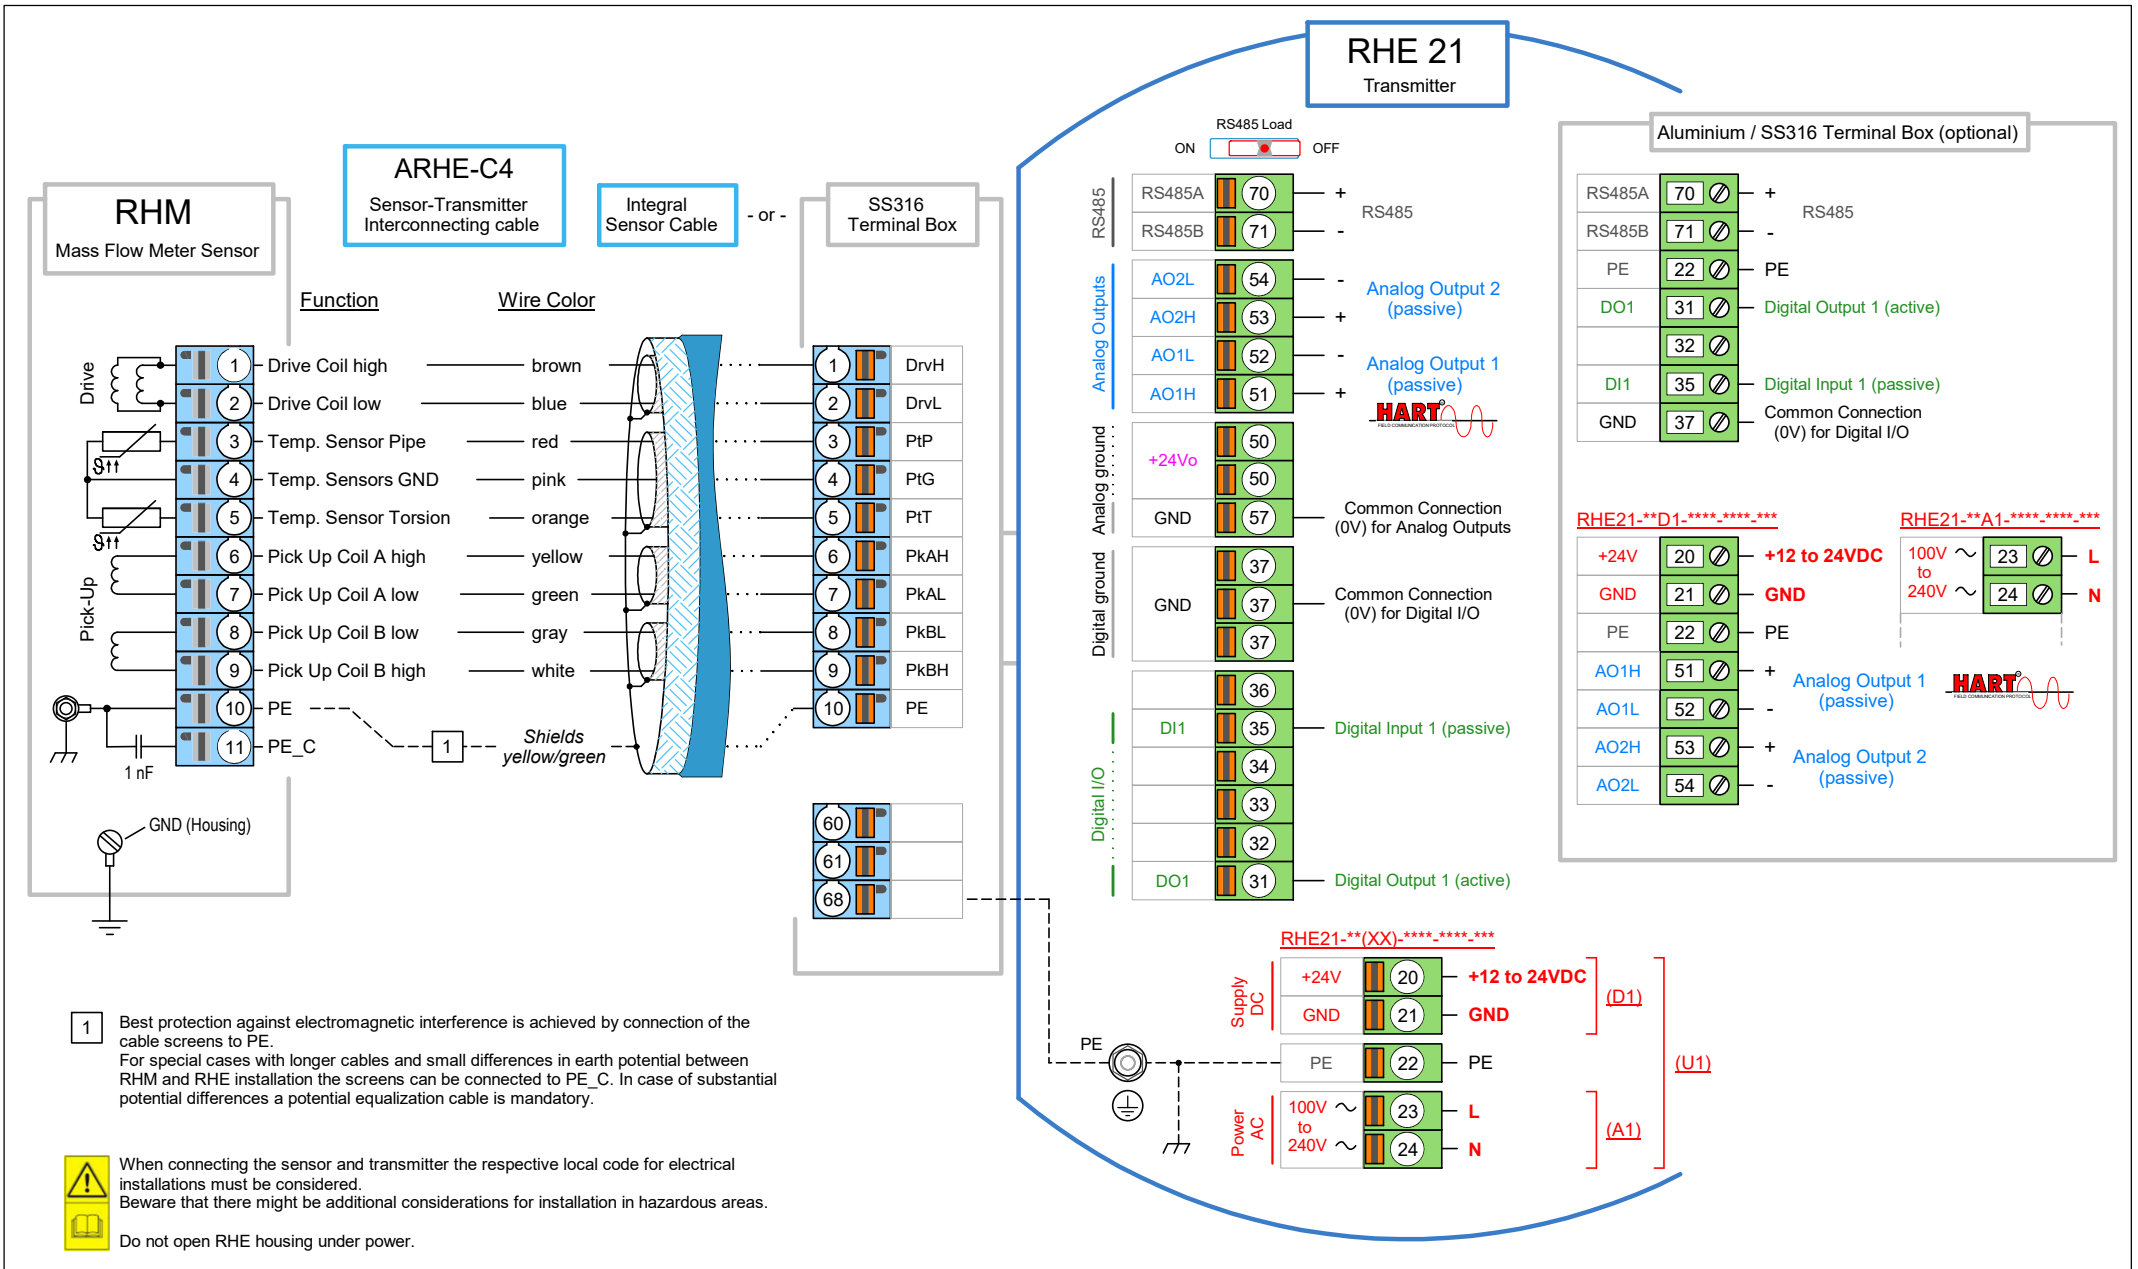 RHE 21
Transmitter
RHM
Mass Flow Meter Sensor
ARHE-C4
Sensor-Transmitter
Interconnecting cable
Integral
Sensor Cable
- or -
SS316
Terminal Box
Function
Wire Color
Drive
Pick-Up
1 Drive Coil high brown
2 Drive Coil low blue
3 Temp. Sensor Pipe red
4 Temp. Sensors GND pink
5 Temp. Sensor Torsion orange
6 Pick Up Coil A high yellow
7 Pick Up Coil A low green
8 Pick Up Coil B low gray
9 Pick Up Coil B high white
10 PE
11 PE_C
ϑ↑↑
ϑ↑↑
1 nF
1
Shields
yellow/green
GND (Housing)
1 DrvH
2 DrvL
3 PtP
4 PtG
5 PtT
6 PkAH
7 PkAL
8 PkBL
9 PkBH
10 PE
60
61
68
1 Best protection against electromagnetic interference is achieved by connection of the
cable screens to PE.
For special cases with longer cables and small differences in earth potential between
RHM and RHE installation the screens can be connected to PE_C. In case of substantial
potential differences a potential equalization cable is mandatory.
When connecting the sensor and transmitter the respective local code for electrical
installations must be considered.
Beware that there might be additional considerations for installation in hazardous areas.
Do not open RHE housing under power.
RS485 Load
ON OFF
RS485
RS485A 70 +
RS485B 71 -
RS485
Analog Outputs
AO2L 54 -
AO2H 53 +
Analog Output 2
(passive)
AO1L 52 -
AO1H 51 +
Analog Output 1
(passive)
HART
FIELD COMMUNICATION PROTOCOL
Analog ground
+24Vo
50
50
GND 57
Common Connection
(0V) for Analog Outputs
Digital ground
GND
37
37
37
Common Connection
(0V) for Digital I/O
Digital I/O
36
DI1 35 Digital Input 1 (passive)
34
33
32
DO1 31 Digital Output 1 (active)
RHE21-**(XX)-****-****-***
Supply
DC
+24V 20 +12 to 24VDC
GND 21 GND
(D1)
PE
PE 22 PE
(U1)
Power
AC
100V ~
to
240V ~
23 L
24 N
(A1)
Aluminium / SS316 Terminal Box (optional)
RS485A 70 +
RS485B 71 -
RS485
PE 22 PE
DO1 31 Digital Output 1 (active)
32
DI1 35 Digital Input 1 (passive)
GND 37
Common Connection
(0V) for Digital I/O
RHE21-**D1-****-****-***
+24V 20 +12 to 24VDC
GND 21 GND
PE 22 PE
AO1H 51 +
AO1L 52 -
Analog Output 1
(passive)
HART
FIELD COMMUNICATION PROTOCOL
AO2H 53 +
AO2L 54 -
Analog Output 2
(passive)
RHE21-**A1-****-****-***
100V ~
to
240V ~
23 L
24 N